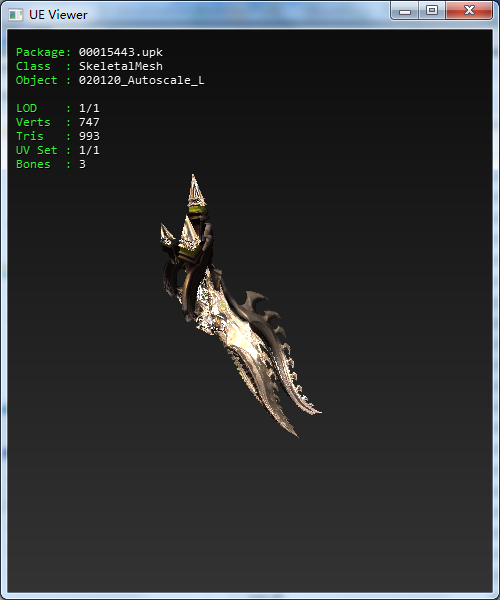 UE Viewer
Package: 00015443.upk
Class  : SkeletalMesh
Object : 020120_Autoscale_L
LOD    : 1/1
Verts  : 747
Tris   : 993
UV Set : 1/1
Bones  : 3